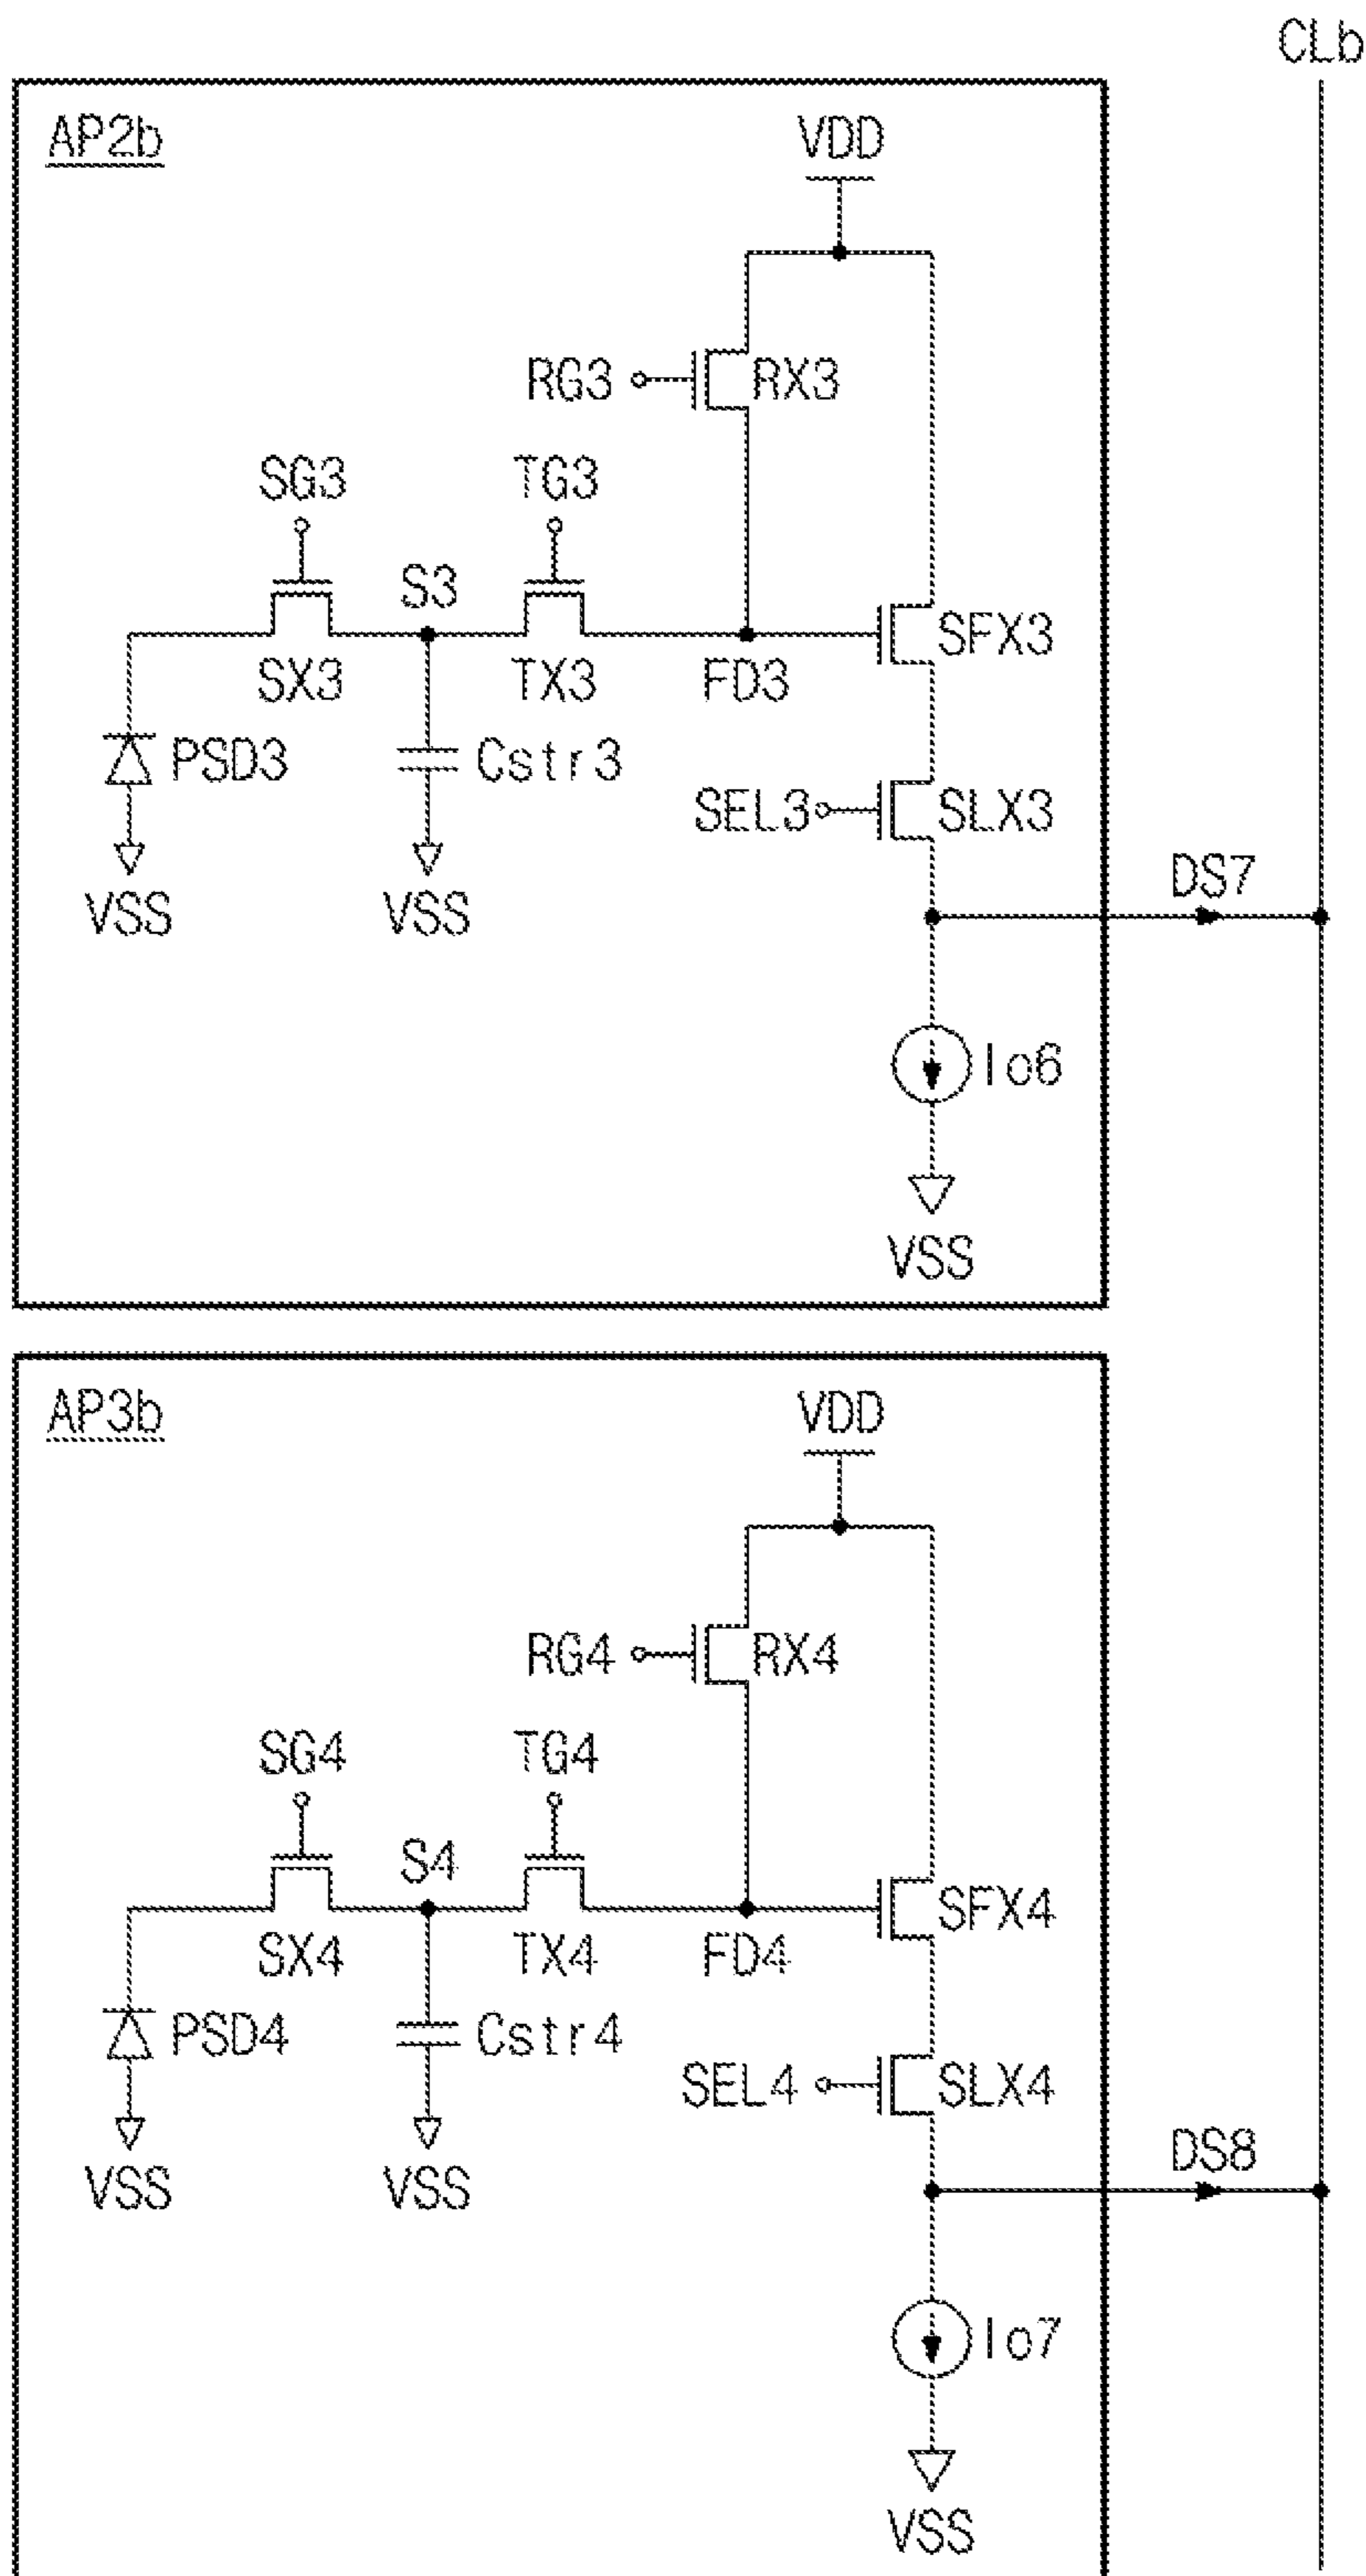 CLb
AP2b
VDD
RG3
RX3
SG3
TG3
S3
SFX3
SX3
TX3
FD3
PSD3
Cstr3
SEL3
SLX3
VSS
VSS
DS7
Io6
VSS
AP3b
VDD
RG4
RX4
SG4
TG4
S4
SFX4
SX4
TX4
FD4
PSD4
Cstr4
SEL4
SLX4
VSS
VSS
DS8
Io7
VSS